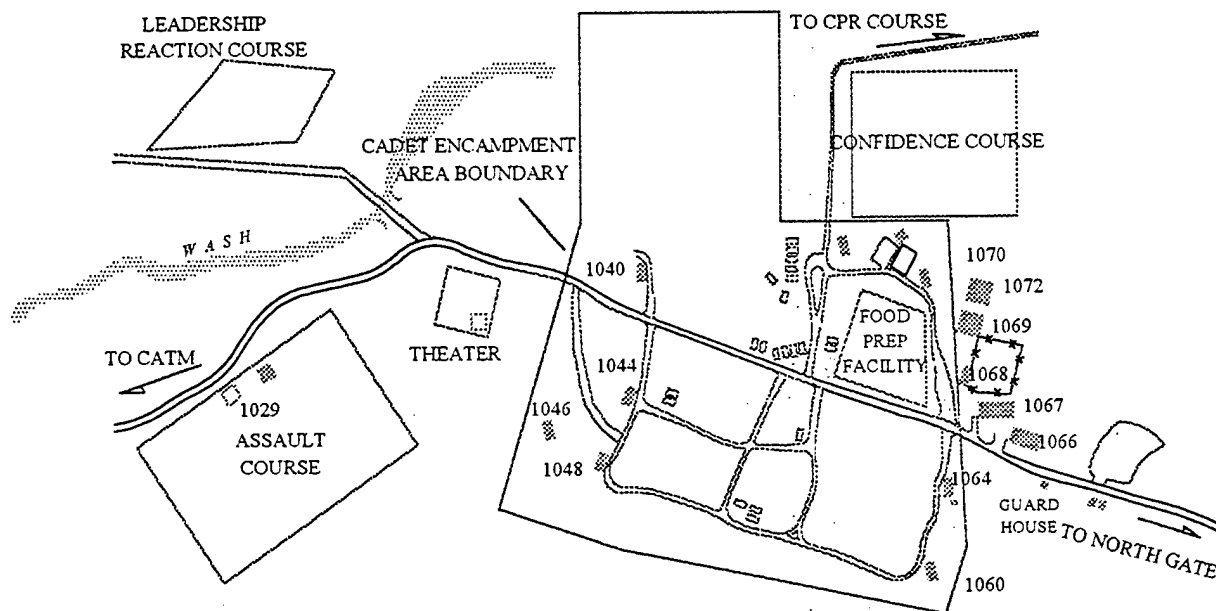 LEADERSHIP
REACTION COURSE
TO CPR COURSE
CADET ENCAMPMENT
AREA BOUNDARY
CONFIDENCE COURSE
WASH
1040
1070
1072
1069
FOOD
PREP
FACILITY
THEATER
TO CATM
1044
1068
1029
1046
1067
ASSAULT
COURSE
1066
1048
1064
GUARD
HOUSE
TO NORTH GATE
1060